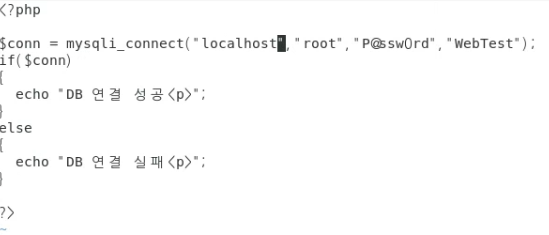 <?php
$conn = mysqli_connect("localhost","root","P@ssw0rd","WebTest");
if($conn)
{
  echo "DB 연결 성공<p>";
}
else
{
  echo "DB 연결 실패<p>";
}
?>
~